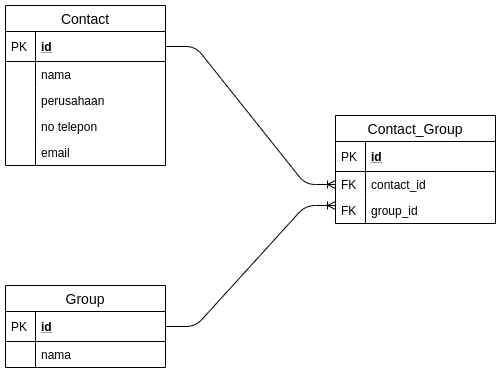 Contact
PK id
nama
perusahaan
no telepon
email
Contact_Group
PK id
FK contact_id
FK group_id
Group
PK id
nama